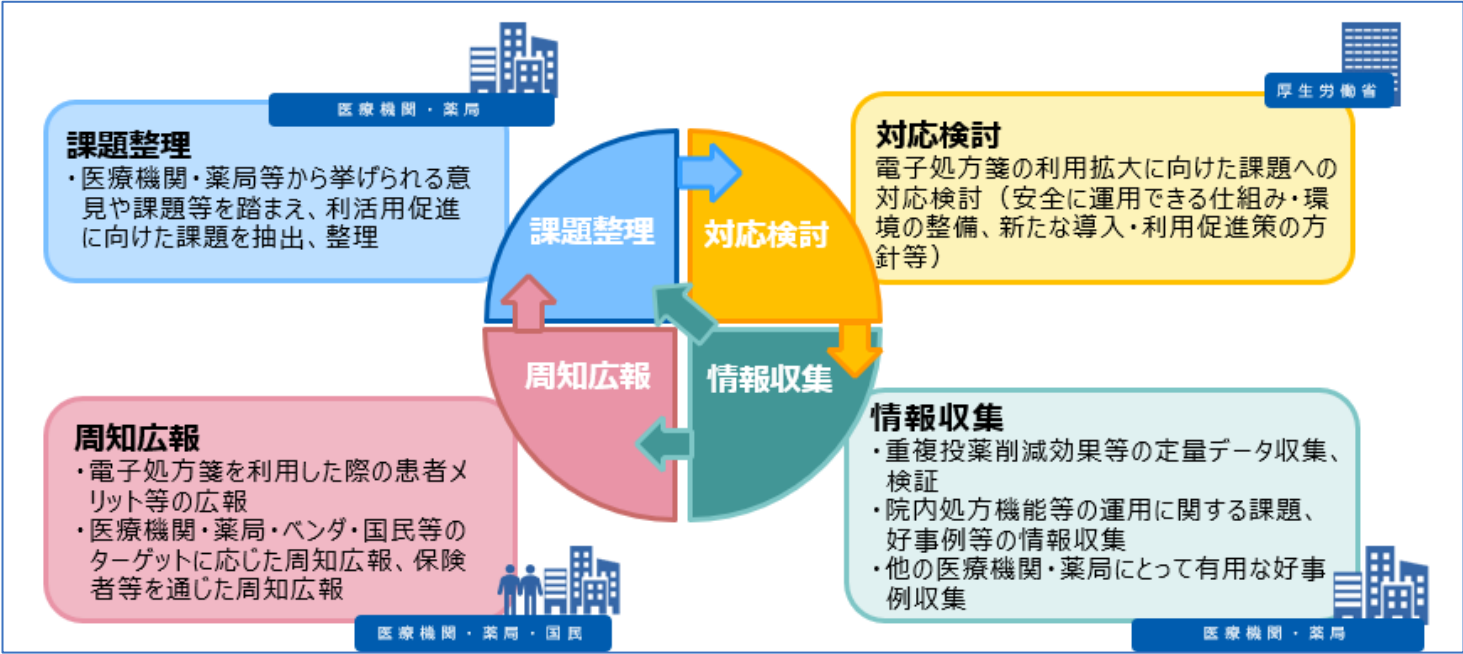 医療機関・薬局
課題整理
・医療機関・薬局等から挙げられる意
見や課題等を踏まえ、利活用促進
に向けた課題を抽出、整理
厚生労働省
対応検討
電子処方箋の利用拡大に向けた課題への
対応検討（安全に運用できる仕組み・環
境の整備、新たな導入・利用促進策の方
針等）
課題整理
対応検討
周知広報
情報収集
周知広報
・電子処方箋を利用した際の患者メ
リット等の広報
・医療機関・薬局・ベンダ・国民等の
ターゲットに応じた周知広報、保険
者等を通じた周知広報
医療機関・薬局・国民
情報収集
・重複投薬削減効果等の定量データ収集、
検証
・院内処方機能等の運用に関する課題、
好事例等の情報収集
・他の医療機関・薬局にとって有用な好事
例収集
医療機関・薬局